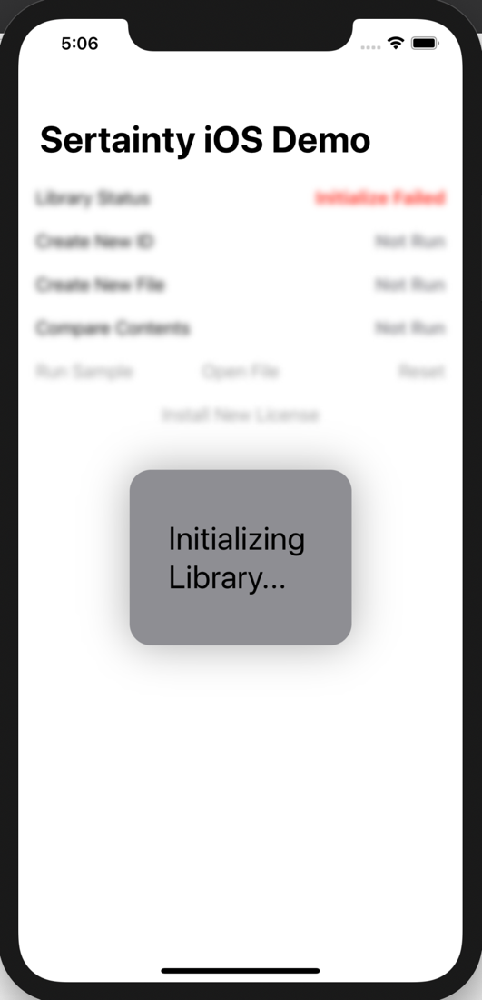 5:06
Sertainty iOS Demo
Library Status Initialize Failed
Create New ID Not Run
Create New File Not Run
Compare Contents Not Run
Run Sample Open File Reset
Install New License
Initializing
Library...